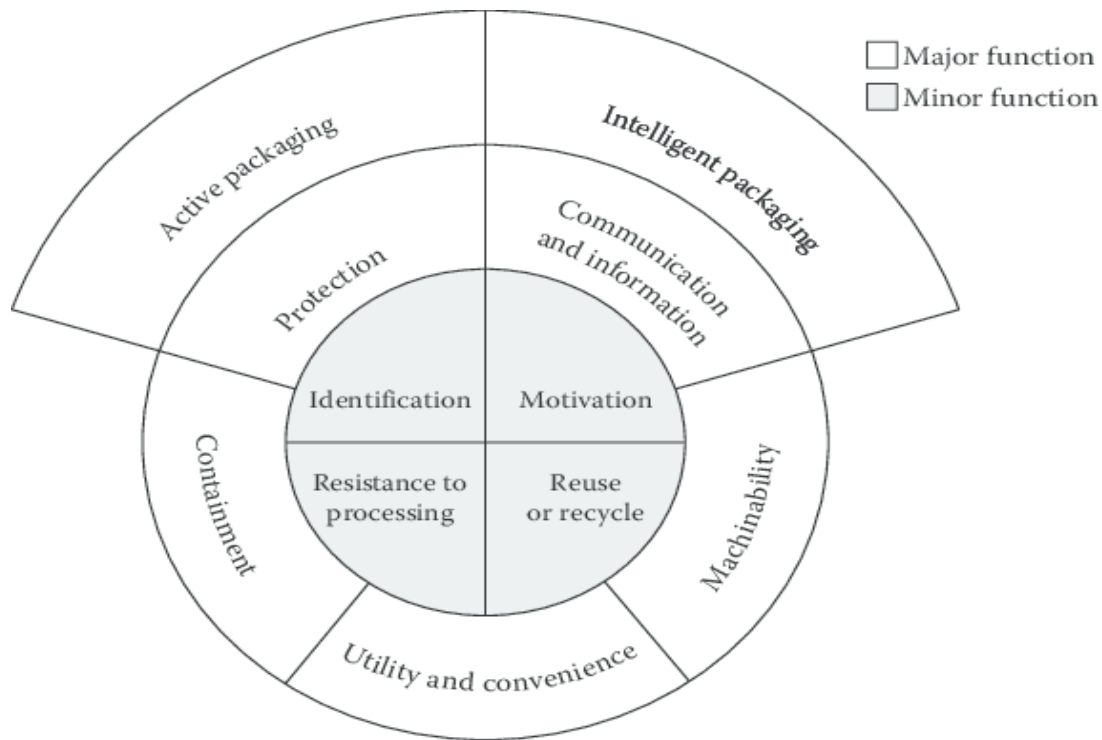 Major function
Minor function
Active packaging
Intelligent packaging
Protection
Communication
and information
Identification
Motivation
Resistance to
processing
Reuse
or recycle
Containment
Machinability
Utility and convenience